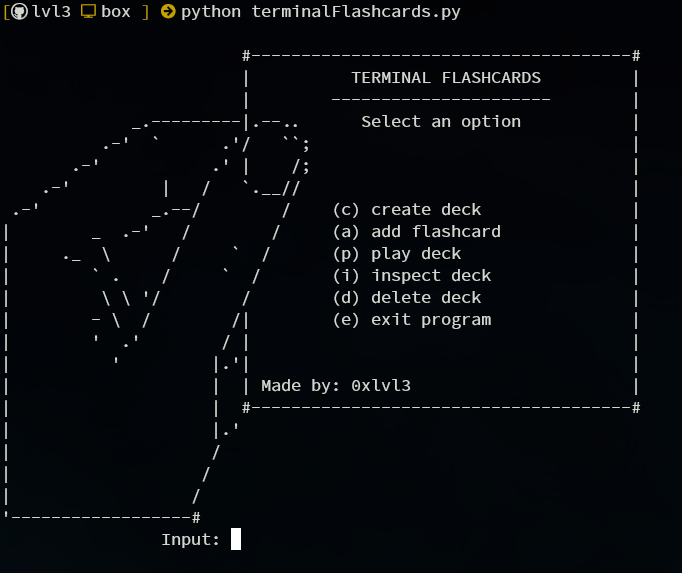 [lvl3 box ] python terminalFlashcards.py
TERMINAL FLASHCARDS
Select an option
(c) create deck
(a) add flashcard
(p) play deck
(i) inspect deck
(d) delete deck
(e) exit program
Made by: 0xlvl3
Input: